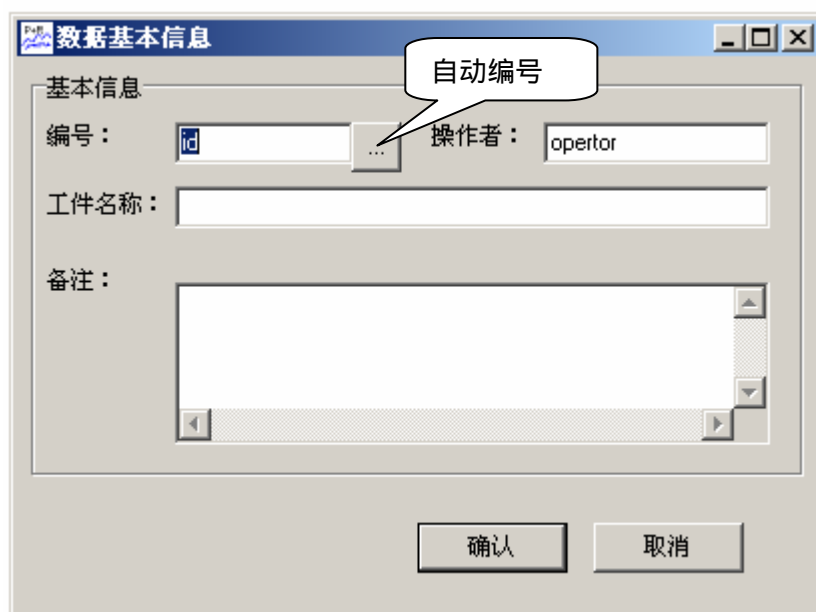 数据基本信息
自动编号
基本信息
编号：
id
...
操作者：
opertor
工件名称：
备注：
确认
取消